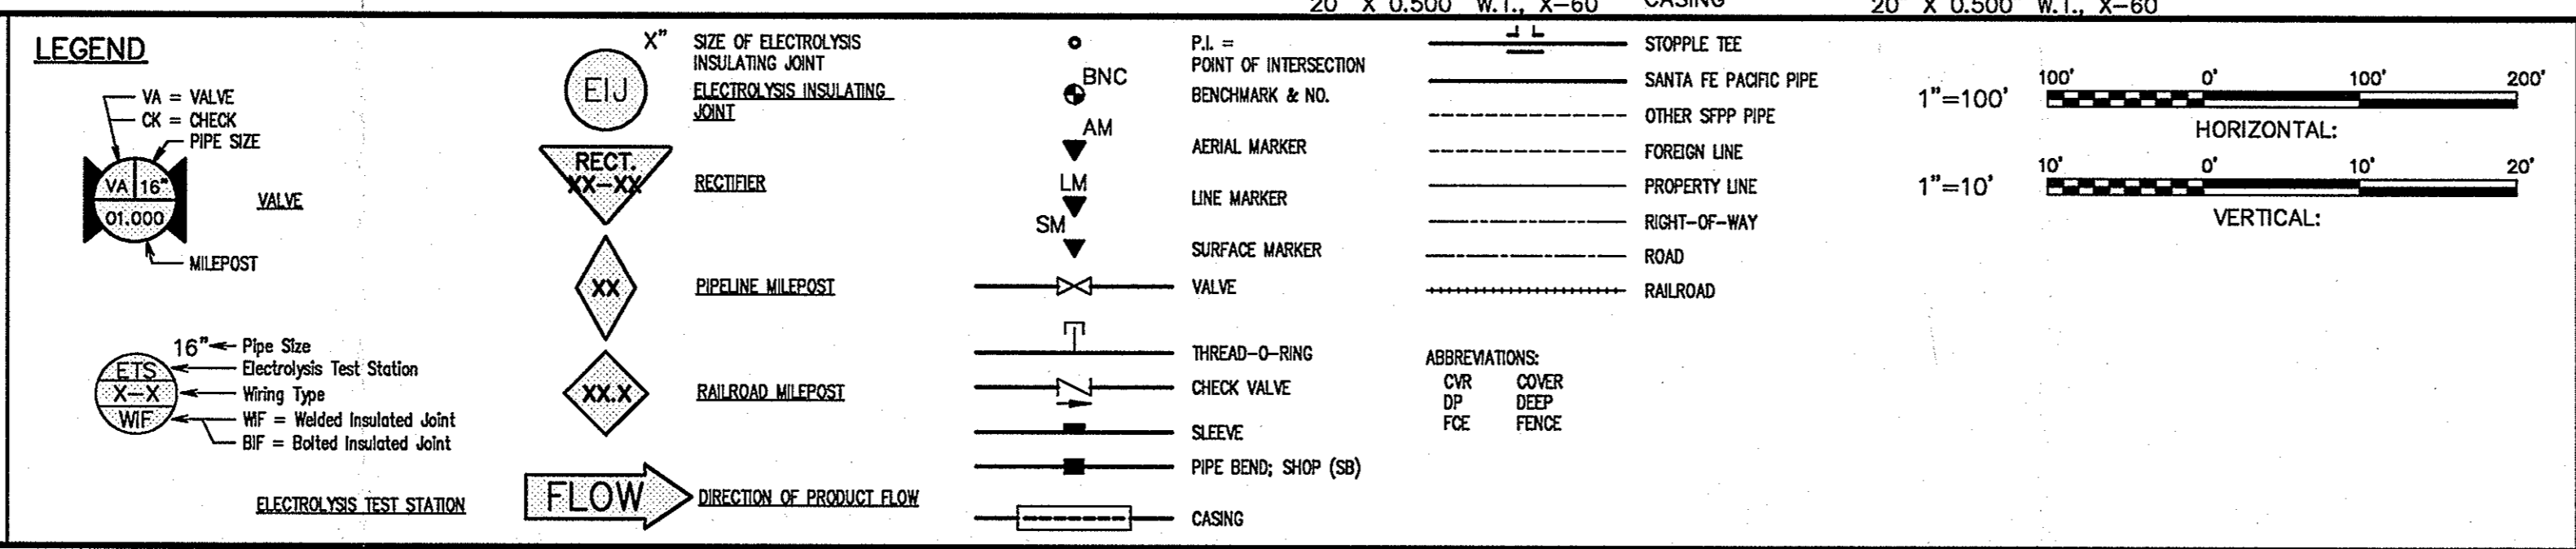 20" X 0.500" W.T., X-60 CASING 20" X 0.500" W.T., X-60
LEGEND
VA = VALVE
CK = CHECK
PIPE SIZE
VA 16"
01.000
VALVE
MILEPOST
16" Pipe Size
ETS Electrolysis Test Station
X-X Wiring Type
WIF WIF = Welded Insulated Joint
BIF = Bolted Insulated Joint
ELECTROLYSIS TEST STATION
X" SIZE OF ELECTROLYSIS
INSULATING JOINT
EIJ ELECTROLYSIS INSULATING
JOINT
RECT.
XX-XX RECTIFIER
XX PIPELINE MILEPOST
XX.X RAILROAD MILEPOST
FLOW DIRECTION OF PRODUCT FLOW
P.I. =
POINT OF INTERSECTION
BNC
BENCHMARK & NO.
AM
AERIAL MARKER
LM
LINE MARKER
SM
SURFACE MARKER
VALVE
THREAD-O-RING
CHECK VALVE
SLEEVE
PIPE BEND; SHOP (SB)
CASING
STOPPLE TEE
SANTA FE PACIFIC PIPE
OTHER SFPP PIPE
FOREIGN LINE
PROPERTY LINE
RIGHT-OF-WAY
ROAD
RAILROAD
ABBREVIATIONS:
CVR COVER
DP DEEP
FCE FENCE
100' 0' 100' 200'
1"=100'
HORIZONTAL:
10' 0' 10' 20'
1"=10'
VERTICAL: